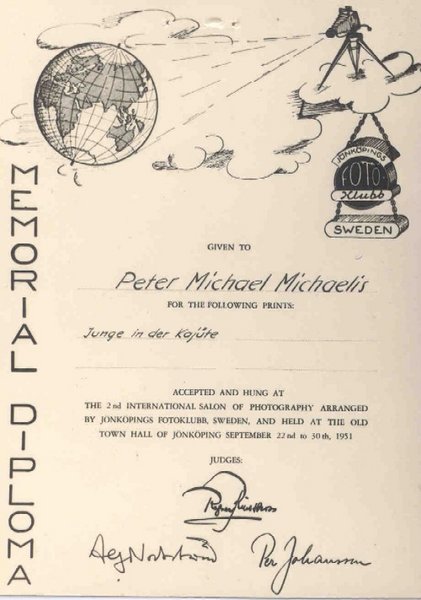 JÖNKÖPINGS
FOTO-
Klubb
SWEDEN
MEMORIAL DIPLOMA
GIVEN TO
Peter Michael Michaelis
FOR THE FOLLOWING PRINTS:
Junge in der Kajüte
ACCEPTED AND HUNG AT
THE 2nd INTERNATIONAL SALON OF PHOTOGRAPHY ARRANGED
BY JÖNKÖPINGS FOTOKLUBB, SWEDEN, AND HELD AT THE OLD
TOWN HALL OF JÖNKÖPING SEPTEMBER 22nd to 30th, 1951
JUDGES:
Per Johansson